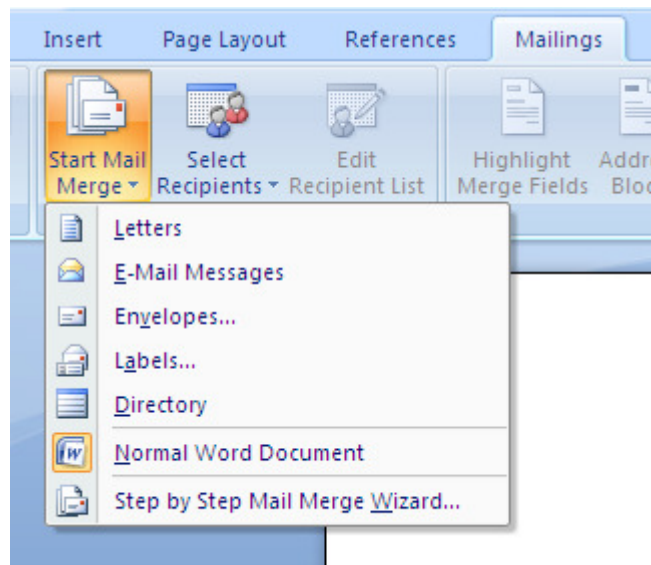 Insert Page Layout References Mailings
Start Mail Select Edit Highlight
Merge Recipients Recipient List Merge Fields
Letters
E-Mail Messages
Envelopes...
Labels...
Directory
Normal Word Document
Step by Step Mail Merge Wizard...